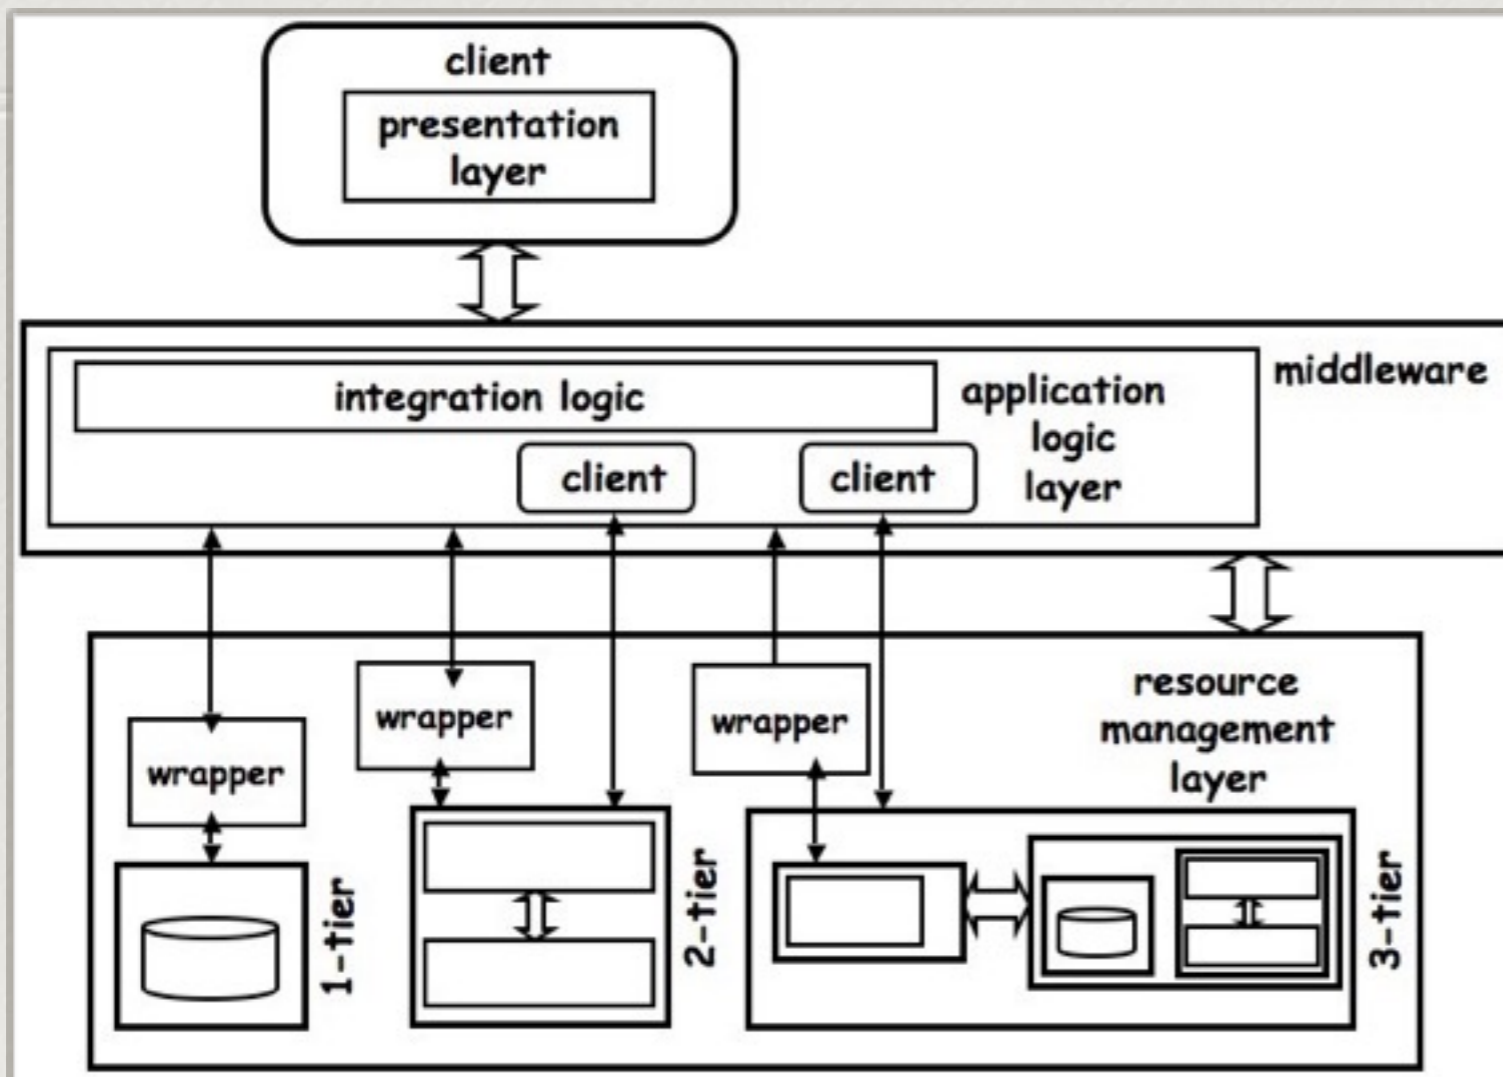 client
presentation
layer
middleware
integration logic
application
logic
layer
client
client
resource
management
layer
wrapper
wrapper
wrapper
1-tier
2-tier
3-tier